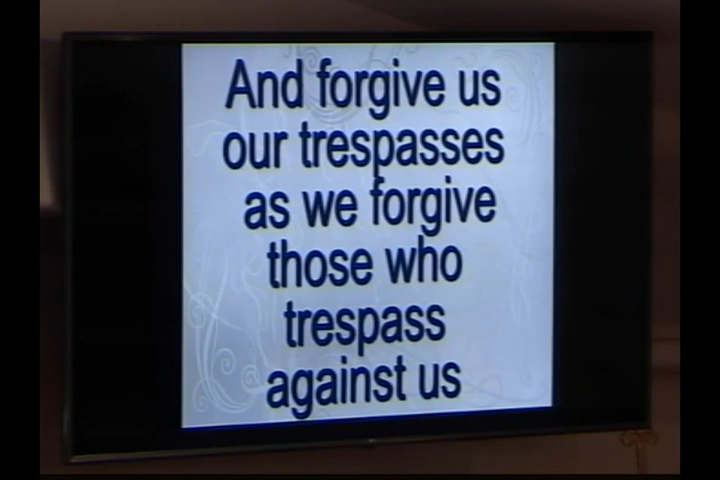 And forgive us
our trespasses
as we forgive
those who
trespass
against us